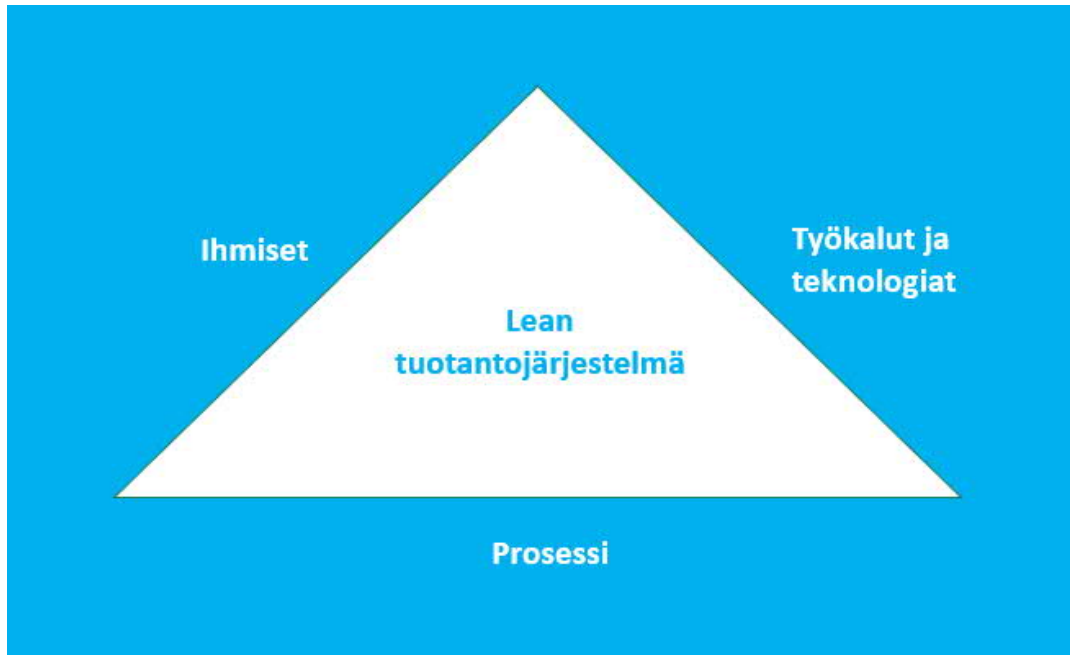 Ihmiset
Työkalut ja
teknologiat
Lean
tuotantojärjestelmä
Prosessi